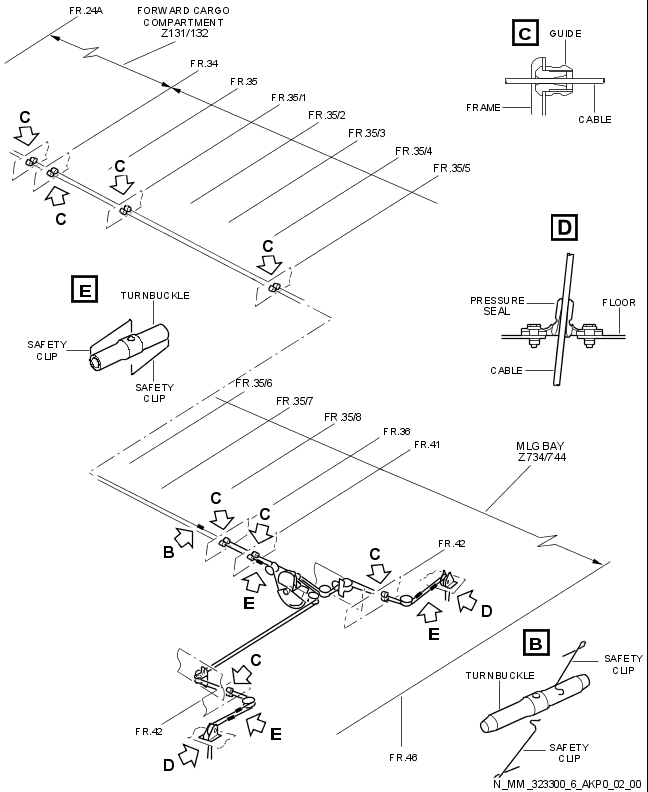 FR.24A
FORWARD CARGO
COMPARTMENT
Z131/132
FR.34
FR.35
FR.35/1
FR.35/2
FR.35/3
FR.35/4
FR.35/5
C
GUIDE
FRAME
CABLE
C
C
C
C
D
PRESSURE
SEAL
FLOOR
CABLE
E
TURNBUCKLE
SAFETY
CLIP
SAFETY
CLIP
FR.35/6
FR.35/7
FR.35/8
FR.36
FR.41
MLG BAY
Z734/744
C
C
B
C
FR.42
E
D
E
B
SAFETY
CLIP
TURNBUCKLE
SAFETY
CLIP
C
FR.42
E
D
FR.46
N_MM_323300_6_AKP0_02_00